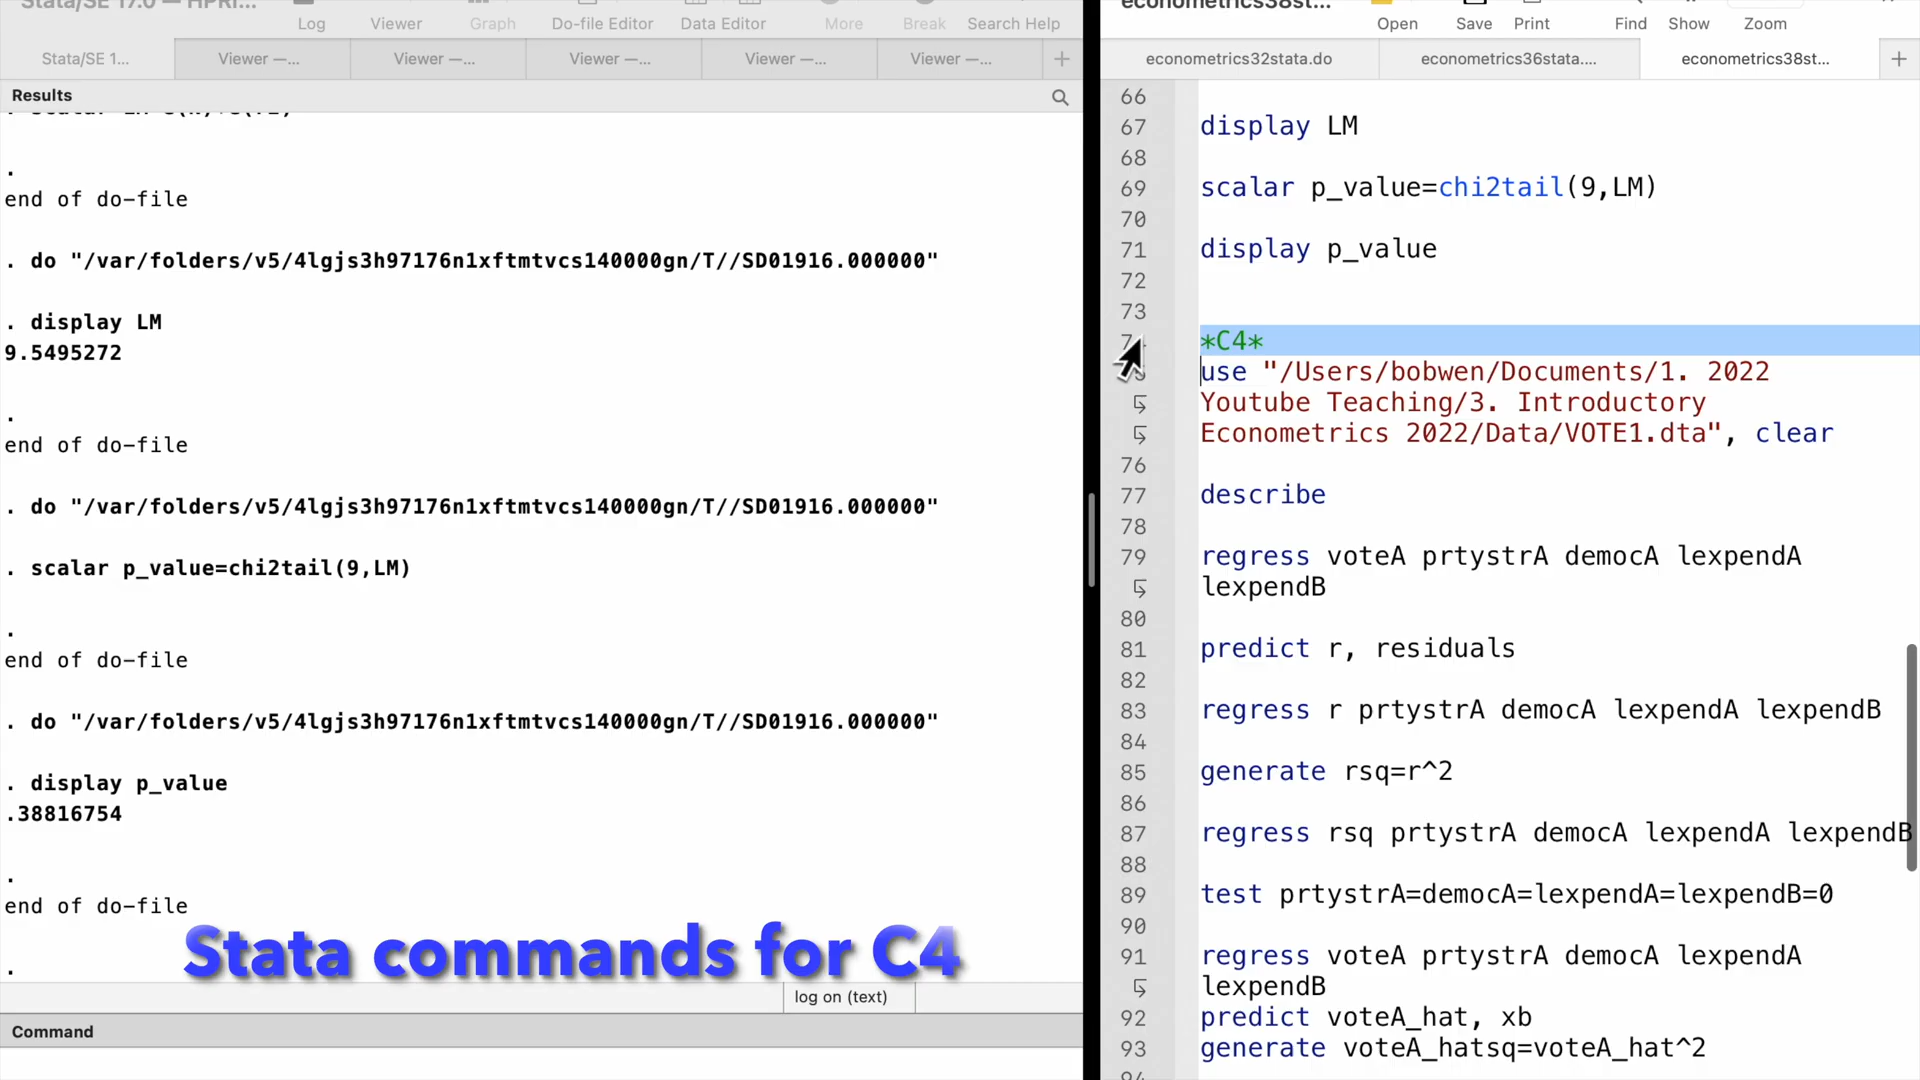 Stata/SE 17.0 — HPRI...
Log
Viewer
Graph
Do-file Editor
Data Editor
More
Break
Search Help
Stata/SE 1...
Viewer —...
Viewer —...
Viewer —...
Viewer —...
Viewer —...
+
Results
.
end of do-file
. do "/var/folders/v5/4lgjs3h97176n1xftmtvcs140000gn/T//SD01916.000000"
. display LM
9.5495272
.
end of do-file
. do "/var/folders/v5/4lgjs3h97176n1xftmtvcs140000gn/T//SD01916.000000"
. scalar p_value=chi2tail(9,LM)
.
end of do-file
. do "/var/folders/v5/4lgjs3h97176n1xftmtvcs140000gn/T//SD01916.000000"
. display p_value
.38816754
.
end of do-file
.
Stata commands for C4
log on (text)
Command
econometrics38st...
Open
Save
Print
Find
Show
Zoom
econometrics32stata.do
econometrics36stata....
econometrics38st...
+
66
67 display LM
68
69 scalar p_value=chi2tail(9,LM)
70
71 display p_value
72
73
*C4*
use "/Users/bobwen/Documents/1. 2022
Youtube Teaching/3. Introductory
Econometrics 2022/Data/VOTE1.dta", clear
76
77 describe
78
79 regress voteA prtystrA democA lexpendA
lexpendB
80
81 predict r, residuals
82
83 regress r prtystrA democA lexpendA lexpendB
84
85 generate rsq=r^2
86
87 regress rsq prtystrA democA lexpendA lexpendB
88
89 test prtystrA=democA=lexpendA=lexpendB=0
90
91 regress voteA prtystrA democA lexpendA
lexpendB
92 predict voteA_hat, xb
93 generate voteA_hatsq=voteA_hat^2